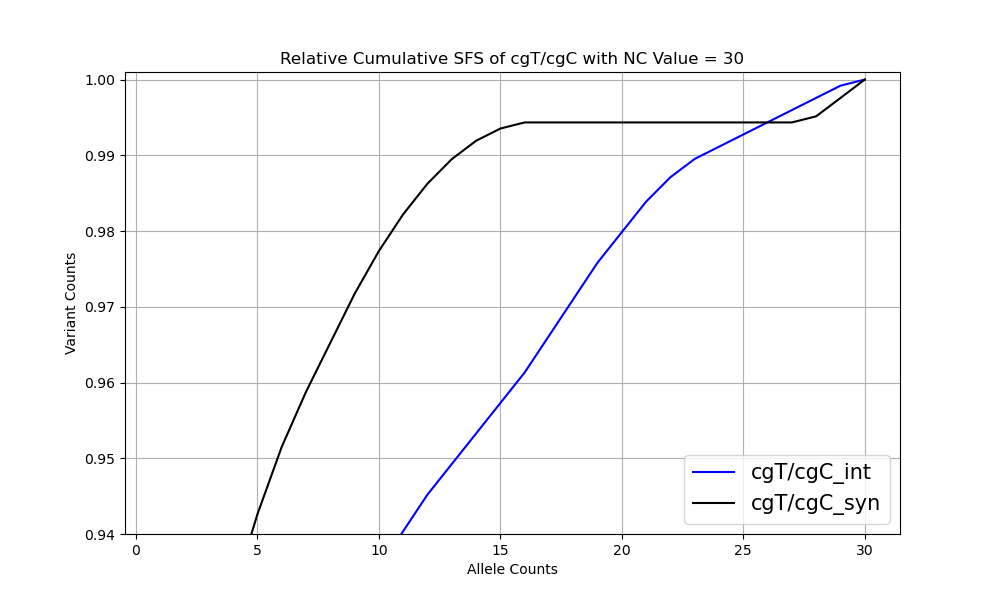 Relative Cumulative SFS of cgT/cgC with NC Value = 30
Variant Counts
1.00
0.99
0.98
0.97
0.96
0.95
0.94
cgT/cgC_int
cgT/cgC_syn
0 5 10 15 20 25 30
Allele Counts